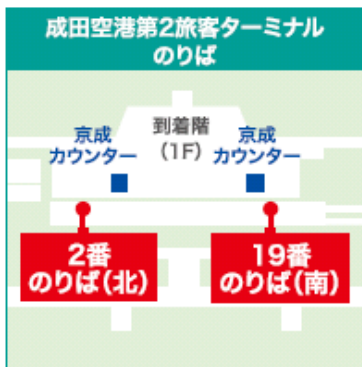 成田空港第2旅客ターミナル
のりば
到着階
(1F)
京成
カウンター
京成
カウンター
2番
のりば(北)
19番
のりば(南)